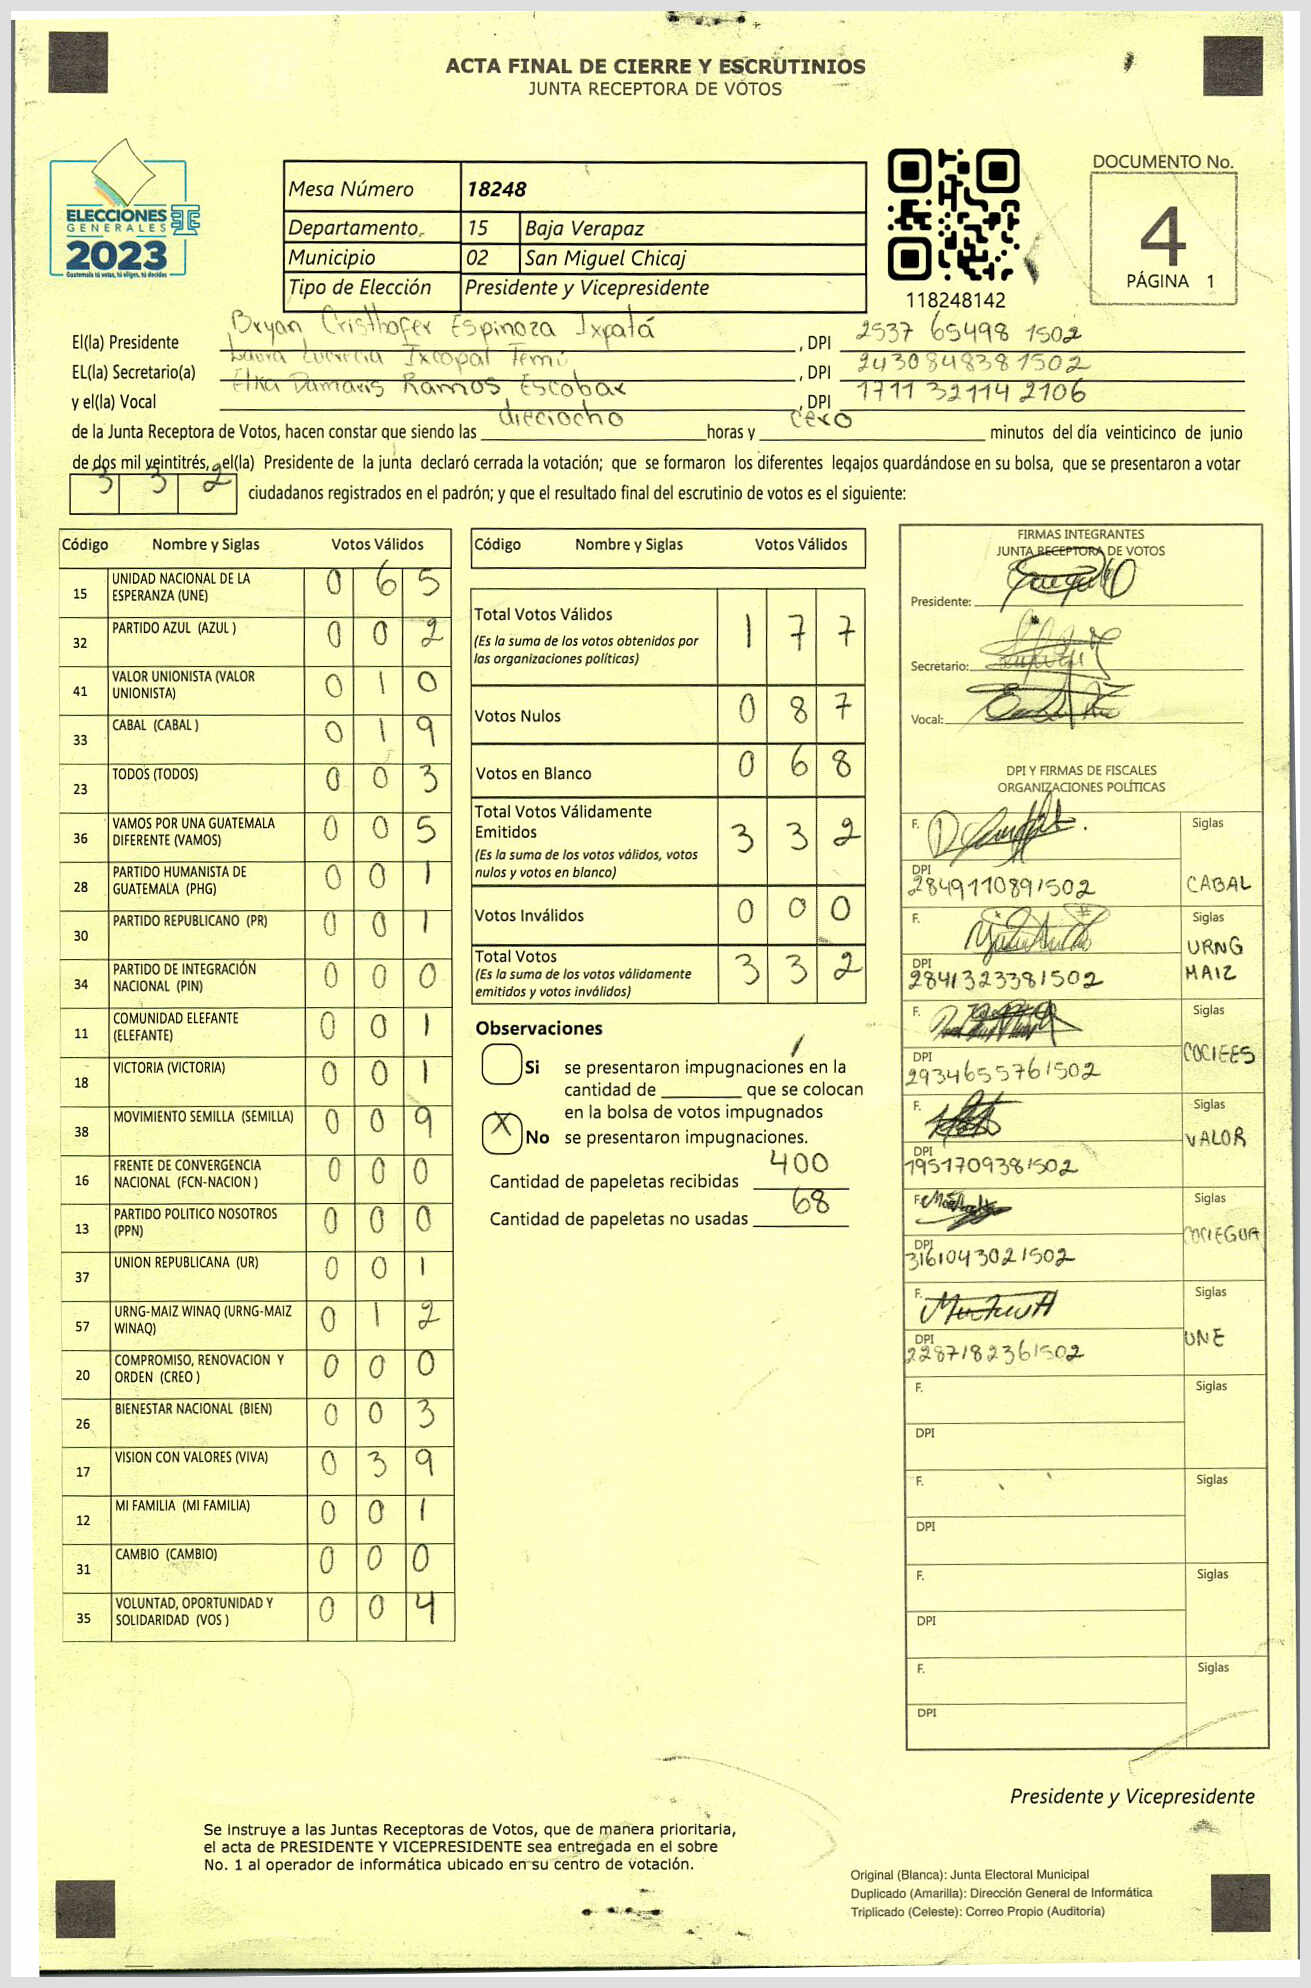 ACTA FINAL DE CIERRE Y ESCRUTINIOS
JUNTA RECEPTORA DE VOTOS
ELECCIONES
GENERALES
2023
Guatemala tú votas, tú eliges, tú decides
Mesa Número 18248
Departamento 15 Baja Verapaz
Municipio 02 San Miguel Chicaj
Tipo de Elección Presidente y Vicepresidente
118248142
DOCUMENTO No.
4
PÁGINA 1
El(la) Presidente Bryan Cristhofer Espinoza Ixpatá, DPI 2537 65498 1502
EL(la) Secretario(a) Laura Lucrecia Ixcopal Temú, DPI 243084838 1502
y el(la) Vocal Elka Damaris Ramos Escobar, DPI 1711 32114 2106
de la Junta Receptora de Votos, hacen constar que siendo las dieciocho horas y cero minutos del día veinticinco de junio
de dos mil veintitrés, el(la) Presidente de la junta declaró cerrada la votación; que se formaron los diferentes legajos guardándose en su bolsa, que se presentaron a votar
3 3 2 ciudadanos registrados en el padrón; y que el resultado final del escrutinio de votos es el siguiente:
Código Nombre y Siglas Votos Válidos
15 UNIDAD NACIONAL DE LA ESPERANZA (UNE) 0 6 5
32 PARTIDO AZUL (AZUL ) 0 0 2
41 VALOR UNIONISTA (VALOR UNIONISTA) 0 1 0
33 CABAL (CABAL ) 0 1 9
23 TODOS (TODOS) 0 0 3
36 VAMOS POR UNA GUATEMALA DIFERENTE (VAMOS) 0 0 5
28 PARTIDO HUMANISTA DE GUATEMALA (PHG) 0 0 1
30 PARTIDO REPUBLICANO (PR) 0 0 1
34 PARTIDO DE INTEGRACIÓN NACIONAL (PIN) 0 0 0
11 COMUNIDAD ELEFANTE (ELEFANTE) 0 0 1
18 VICTORIA (VICTORIA) 0 0 1
38 MOVIMIENTO SEMILLA (SEMILLA) 0 0 9
16 FRENTE DE CONVERGENCIA NACIONAL (FCN-NACION ) 0 0 0
13 PARTIDO POLITICO NOSOTROS (PPN) 0 0 0
37 UNION REPUBLICANA (UR) 0 0 1
57 URNG-MAIZ WINAQ (URNG-MAIZ WINAQ) 0 1 2
20 COMPROMISO, RENOVACION Y ORDEN (CREO ) 0 0 0
26 BIENESTAR NACIONAL (BIEN) 0 0 3
17 VISION CON VALORES (VIVA) 0 3 9
12 MI FAMILIA (MI FAMILIA) 0 0 1
31 CAMBIO (CAMBIO) 0 0 0
35 VOLUNTAD, OPORTUNIDAD Y SOLIDARIDAD (VOS ) 0 0 4
Código Nombre y Siglas Votos Válidos
Total Votos Válidos 1 7 7
(Es la suma de los votos obtenidos por
las organizaciones políticas)
Votos Nulos 0 8 7
Votos en Blanco 0 6 8
Total Votos Válidamente
Emitidos 3 3 2
(Es la suma de los votos válidos, votos
nulos y votos en blanco)
Votos Inválidos 0 0 0
Total Votos 3 3 2
(Es la suma de los votos válidamente
emitidos y votos inválidos)
Observaciones
Si se presentaron impugnaciones en la
cantidad de ________ que se colocan
en la bolsa de votos impugnados
X No se presentaron impugnaciones.
Cantidad de papeletas recibidas 400
Cantidad de papeletas no usadas 68
FIRMAS INTEGRANTES
JUNTA RECEPTORA DE VOTOS
Presidente:
Secretario:
Vocal:
DPI Y FIRMAS DE FISCALES
ORGANIZACIONES POLÍTICAS
F. Siglas
DPI
2849110891502 CABAL
F. Siglas
URNG
DPI
2841323381502 MAIZ
F. Siglas
DPI COCIEES
2934655761502
F. Siglas
VALOR
DPI
1951709381502
F. Siglas
COCIEGUA
DPI
3161043021502
F. Siglas
DPI UNE
2287182361502
F. Siglas
DPI
F. Siglas
DPI
F. Siglas
DPI
F. Siglas
DPI
Presidente y Vicepresidente
Se instruye a las Juntas Receptoras de Votos, que de manera prioritaria,
el acta de PRESIDENTE Y VICEPRESIDENTE sea entregada en el sobre
No. 1 al operador de informática ubicado en su centro de votación.
Original (Blanca): Junta Electoral Municipal
Duplicado (Amarilla): Dirección General de Informática
Triplicado (Celeste): Correo Propio (Auditoría)